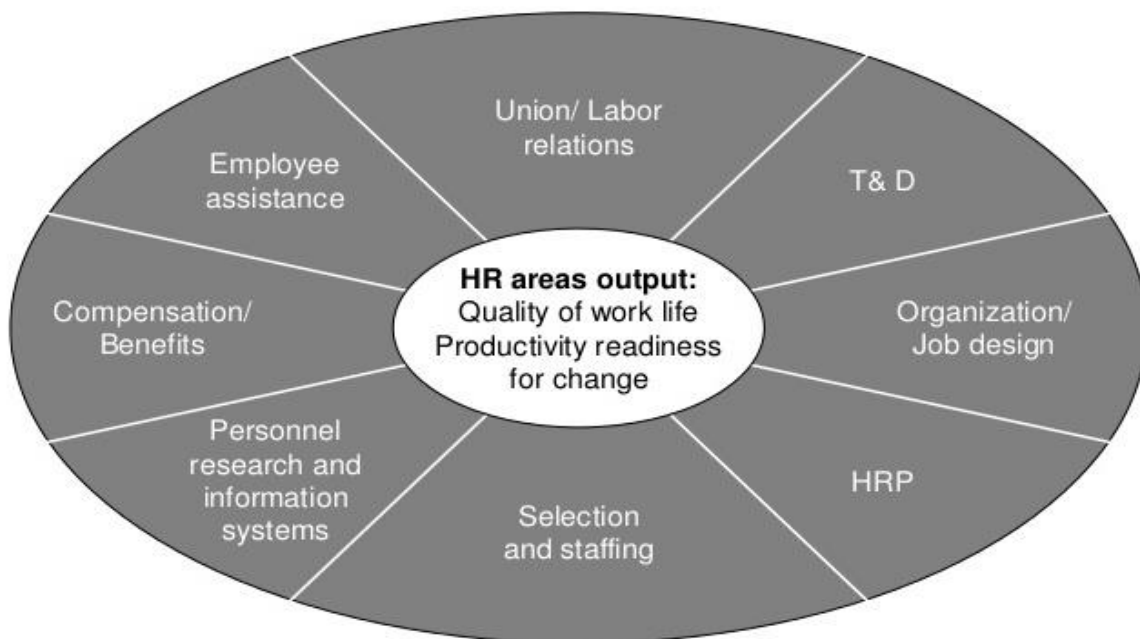 Union/ Labor
relations
T& D
Organization/
Job design
HRP
Selection
and staffing
Personnel
research and
information
systems
Compensation/
Benefits
Employee
assistance
HR areas output:
Quality of work life
Productivity readiness
for change